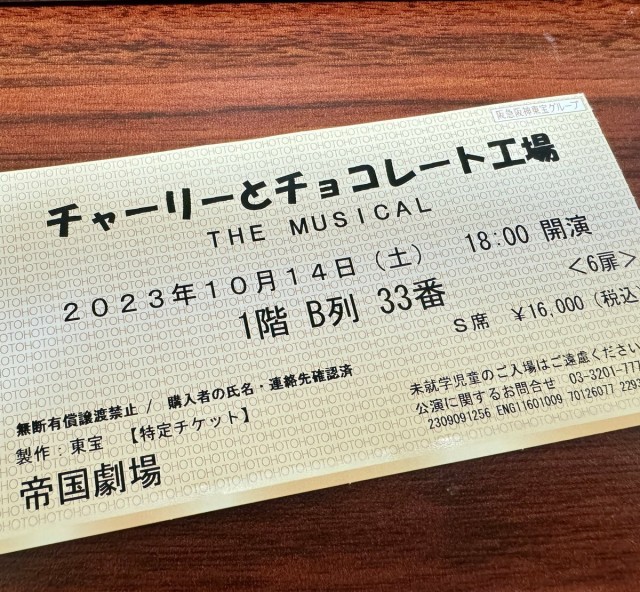 阪急阪神東宝グループ
チャーリーとチョコレート工場
THE MUSICAL
2023年10月14日（土） 18:00 開演
1階 B列 33番 <6扉>
S席 ¥16,000（税込
無断有償譲渡禁止 / 購入者の氏名・連絡先確認済
製作：東宝 【特定チケット】
帝国劇場
未就学児童のご入場はご遠慮ください
公演に関するお問合せ 03-3201-777
2309091256 ENG11601009 70126077 2293